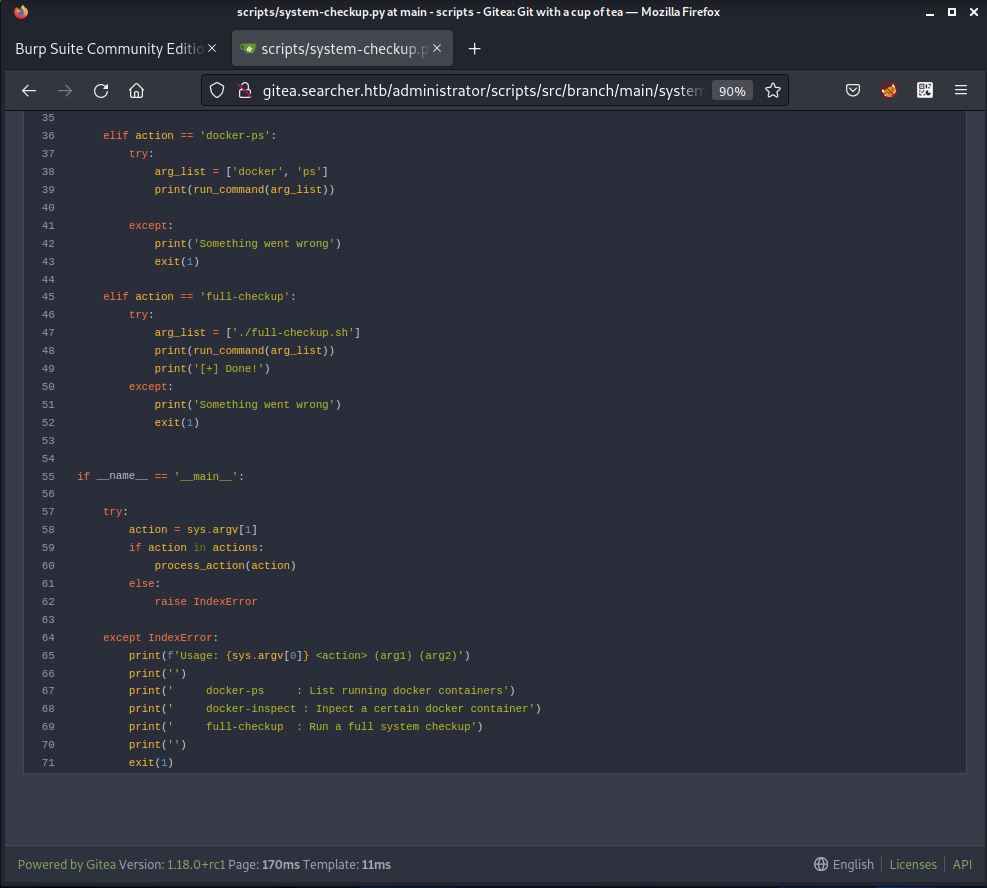 scripts/system-checkup.py at main - scripts - Gitea: Git with a cup of tea — Mozilla Firefox
Burp Suite Community Editio
scripts/system-checkup.p
gitea.searcher.htb/administrator/scripts/src/branch/main/system 90%
35
36 elif action == 'docker-ps':
37 try:
38 arg_list = ['docker', 'ps']
39 print(run_command(arg_list))
40
41 except:
42 print('Something went wrong')
43 exit(1)
44
45 elif action == 'full-checkup':
46 try:
47 arg_list = ['./full-checkup.sh']
48 print(run_command(arg_list))
49 print('[+] Done!')
50 except:
51 print('Something went wrong')
52 exit(1)
53
54
55 if __name__ == '__main__':
56
57 try:
58 action = sys.argv[1]
59 if action in actions:
60 process_action(action)
61 else:
62 raise IndexError
63
64 except IndexError:
65 print(f'Usage: {sys.argv[0]} <action> (arg1) (arg2)')
66 print('')
67 print('     docker-ps     : List running docker containers')
68 print('     docker-inspect : Inpect a certain docker container')
69 print('     full-checkup  : Run a full system checkup')
70 print('')
71 exit(1)
Powered by Gitea Version: 1.18.0+rc1 Page: 170ms Template: 11ms English Licenses API